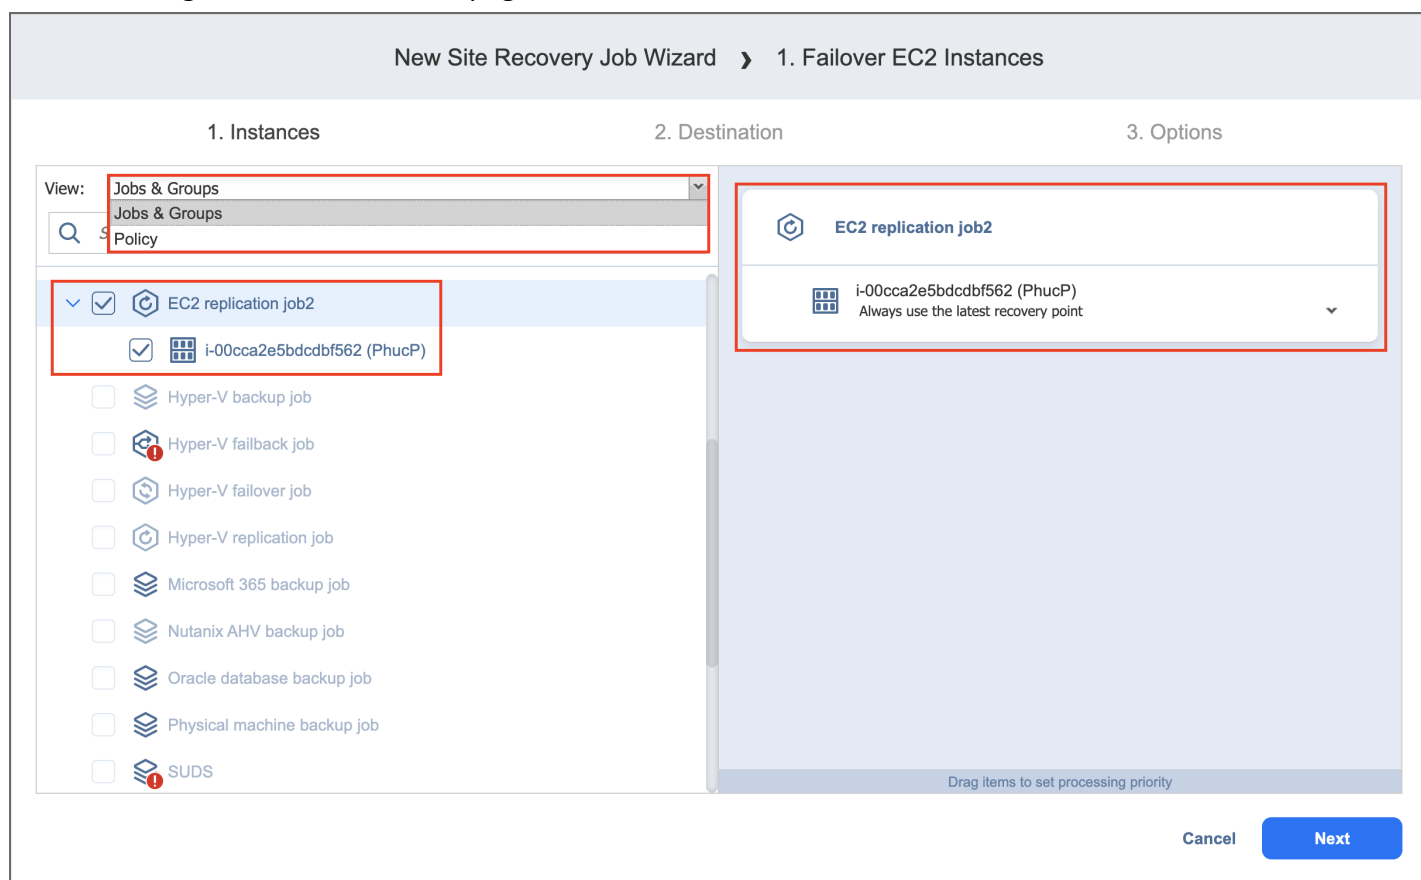 New Site Recovery Job Wizard ❯ 1. Failover EC2 Instances
1. Instances
2. Destination
3. Options
View: Jobs & Groups
Jobs & Groups
Policy
EC2 replication job2
i-00cca2e5bdcdbf562 (PhucP)
Hyper-V backup job
Hyper-V failback job
Hyper-V failover job
Hyper-V replication job
Microsoft 365 backup job
Nutanix AHV backup job
Oracle database backup job
Physical machine backup job
SUDS
EC2 replication job2
i-00cca2e5bdcdbf562 (PhucP)
Always use the latest recovery point
Drag items to set processing priority
Cancel
Next